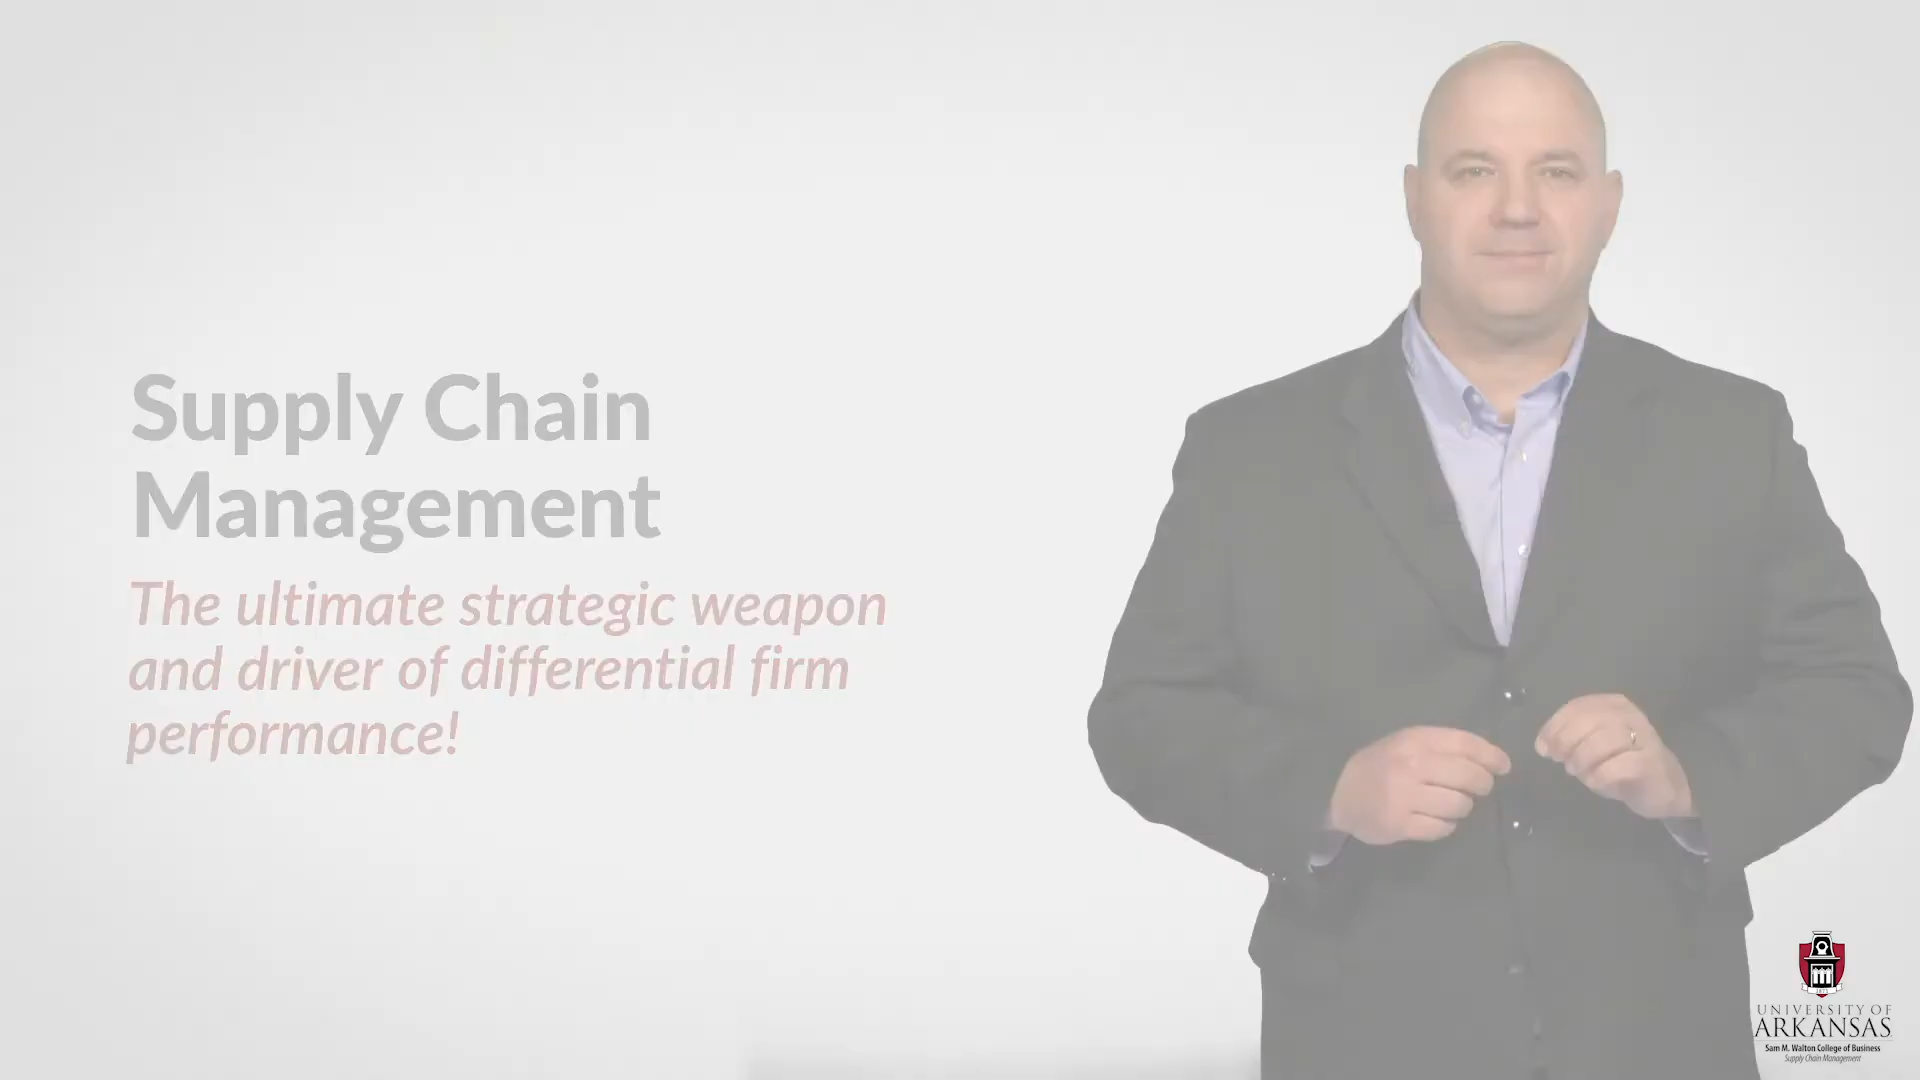 Supply Chain
Management
The ultimate strategic weapon
and driver of differential firm
performance!
1871
UNIVERSITY OF
ARKANSAS
Sam M. Walton College of Business
Supply Chain Management